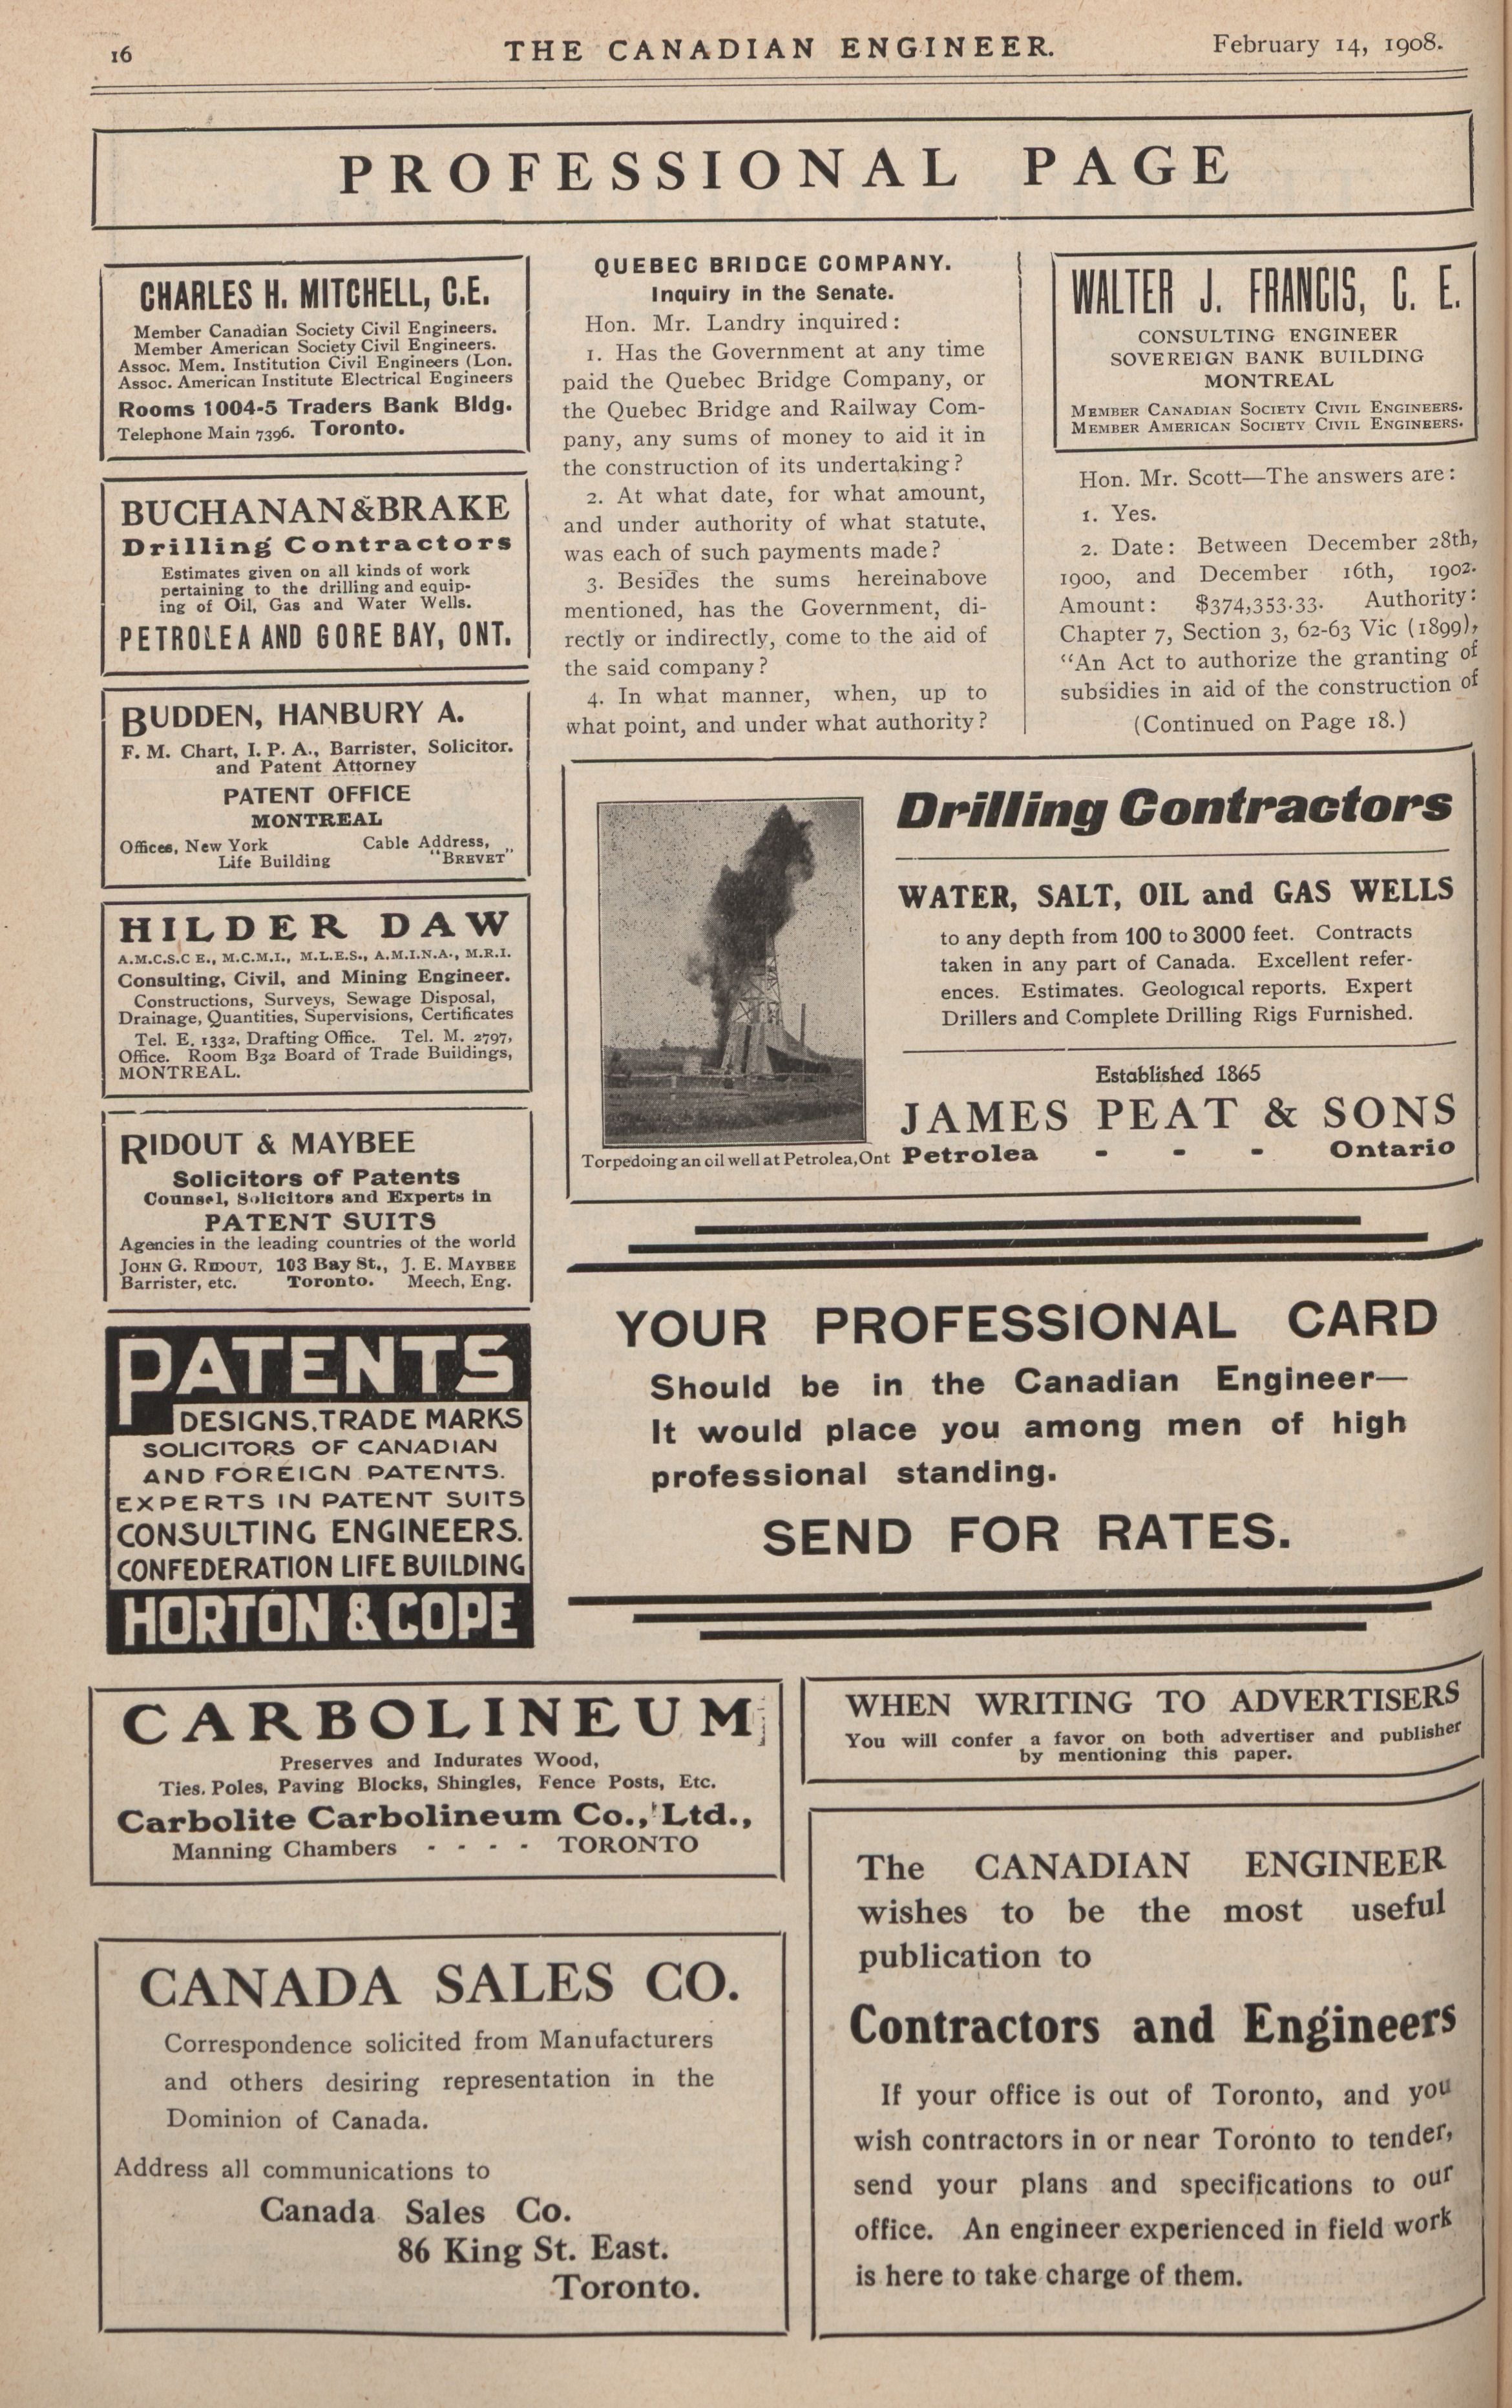 16
THE CANADIAN ENGINEER.
February 14, 1908.
PROFESSIONAL PAGE
CHARLES H. MITCHELL, C.E.
Member Canadian Society Civil Engineers.
Member American Society Civil Engineers.
Assoc. Mem. Institution Civil Engineers (Lon.
Assoc. American Institute Electrical Engineers
Rooms 1004-5 Traders Bank Bldg.
Telephone Main 7396. Toronto.
BUCHANAN & BRAKE
Drilling Contractors
Estimates given on all kinds of work
pertaining to the drilling and equip-
ing of Oil, Gas and Water Wells.
PETROLEA AND GORE BAY, ONT.
BUDDEN, HANBURY A.
F. M. Chart, I. P. A., Barrister, Solicitor.
and Patent Attorney
PATENT OFFICE
MONTREAL
Offices, New York
Life Building
Cable Address,
"BREVET"
HILDER DAW
A.M.C.S.C E., M.C.M.I., M.L.E.S., A.M.I.N.A., M.R.I.
Consulting, Civil, and Mining Engineer.
Constructions, Surveys, Sewage Disposal,
Drainage, Quantities, Supervisions, Certificates
Tel. E. 1332, Drafting Office. Tel. M. 2797,
Office. Room B32 Board of Trade Buildings,
MONTREAL.
RIDOUT & MAYBEE
Solicitors of Patents
Counsel, Solicitors and Experts in
PATENT SUITS
Agencies in the leading countries of the world
JOHN G. RIDOUT, 103 Bay St., J. E. MAYBEE
Barrister, etc. Toronto. Meech, Eng.
PATENTS
DESIGNS, TRADE MARKS
SOLICITORS OF CANADIAN
AND FOREIGN PATENTS.
EXPERTS IN PATENT SUITS
CONSULTING ENGINEERS.
CONFEDERATION LIFE BUILDING
HORTON & COPE
QUEBEC BRIDGE COMPANY.
Inquiry in the Senate.
Hon. Mr. Landry inquired:
1. Has the Government at any time
paid the Quebec Bridge Company, or
the Quebec Bridge and Railway Com-
pany, any sums of money to aid it in
the construction of its undertaking?
2. At what date, for what amount,
and under authority of what statute,
was each of such payments made?
3. Besides the sums hereinabove
mentioned, has the Government, di-
rectly or indirectly, come to the aid of
the said company?
4. In what manner, when, up to
what point, and under what authority?
WALTER J. FRANCIS, C. E.
CONSULTING ENGINEER
SOVEREIGN BANK BUILDING
MONTREAL
MEMBER CANADIAN SOCIETY CIVIL ENGINEERS.
MEMBER AMERICAN SOCIETY CIVIL ENGINEERS.
Hon. Mr. Scott—The answers are:
1. Yes.
2. Date: Between December 28th,
1900, and December 16th, 1902.
Amount: $374,353.33. Authority:
Chapter 7, Section 3, 62-63 Vic (1899),
"An Act to authorize the granting of
subsidies in aid of the construction of
(Continued on Page 18.)
Torpedoing an oil well at Petrolea, Ont
Drilling Contractors
WATER, SALT, OIL and GAS WELLS
to any depth from 100 to 3000 feet. Contracts
taken in any part of Canada. Excellent refer-
ences. Estimates. Geological reports. Expert
Drillers and Complete Drilling Rigs Furnished.
Established 1865
JAMES PEAT & SONS
Petrolea - - - Ontario
YOUR PROFESSIONAL CARD
Should be in the Canadian Engineer—
It would place you among men of high
professional standing.
SEND FOR RATES.
CARBOLINEUM
Preserves and Indurates Wood,
Ties, Poles, Paving Blocks, Shingles, Fence Posts, Etc.
Carbolite Carbolineum Co., Ltd.,
Manning Chambers - - - - TORONTO
WHEN WRITING TO ADVERTISERS
You will confer a favor on both advertiser and publisher
by mentioning this paper.
CANADA SALES CO.
Correspondence solicited from Manufacturers
and others desiring representation in the
Dominion of Canada.
Address all communications to
Canada Sales Co.
86 King St. East.
Toronto.
The CANADIAN ENGINEER
wishes to be the most useful
publication to
Contractors and Engineers
If your office is out of Toronto, and you
wish contractors in or near Toronto to tender,
send your plans and specifications to our
office. An engineer experienced in field work
is here to take charge of them.